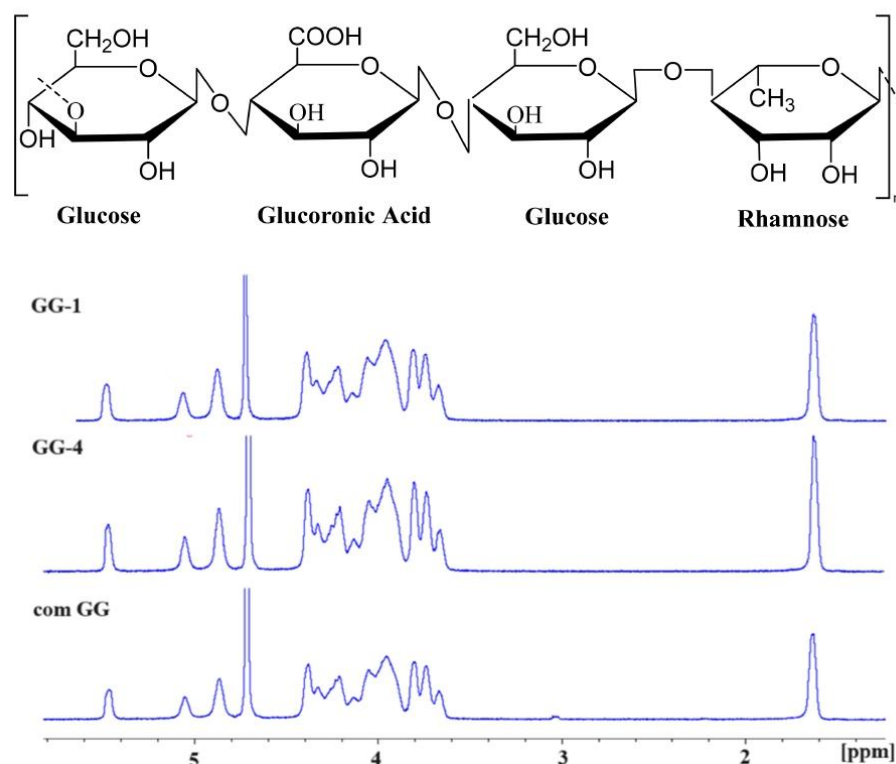 CH₂OH COOH CH₂OH
O O O O O
O OH O OH CH₃
OH O
OH OH OH OH OH
Glucose Glucoronic Acid Glucose Rhamnose
n
GG-1
GG-4
com GG
5 4 3 2 [ppm]